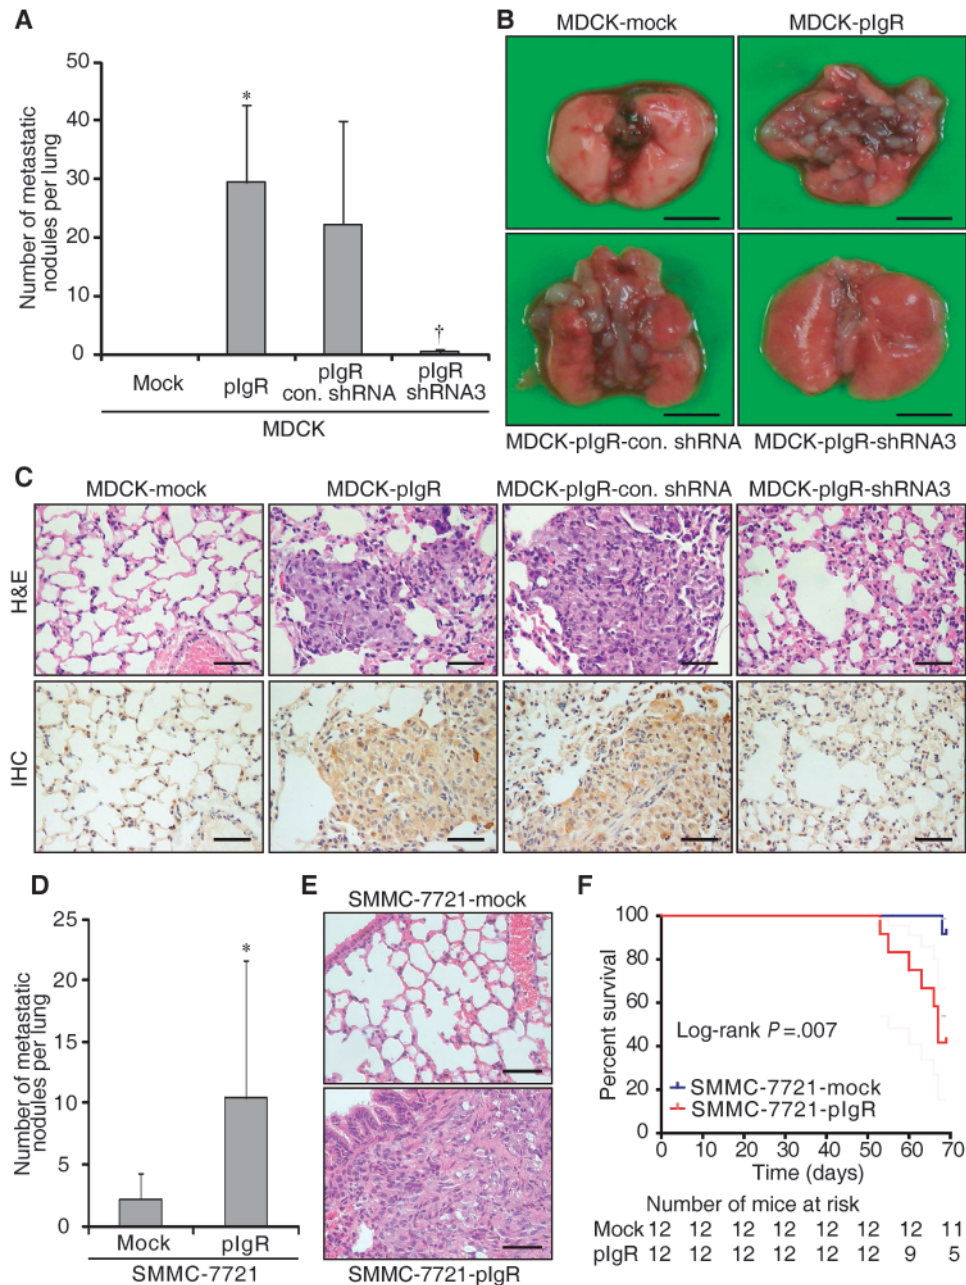 A
Number of metastatic
nodules per lung
50
40
30
20
10
0
*
†
Mock
pIgR
pIgR
con. shRNA
pIgR
shRNA3
MDCK
B
MDCK-mock
MDCK-pIgR
MDCK-pIgR-con. shRNA
MDCK-pIgR-shRNA3
C
MDCK-mock
MDCK-pIgR
MDCK-pIgR-con. shRNA
MDCK-pIgR-shRNA3
H&E
IHC
D
Number of metastatic
nodules per lung
25
20
15
10
5
0
*
Mock
pIgR
SMMC-7721
E
SMMC-7721-mock
SMMC-7721-pIgR
F
Percent survival
100
80
60
40
20
0
Log-rank P=.007
SMMC-7721-mock
SMMC-7721-pIgR
0 10 20 30 40 50 60 70
Time (days)
Number of mice at risk
Mock 12 12 12 12 12 12 12 11
pIgR 12 12 12 12 12 12 9 5